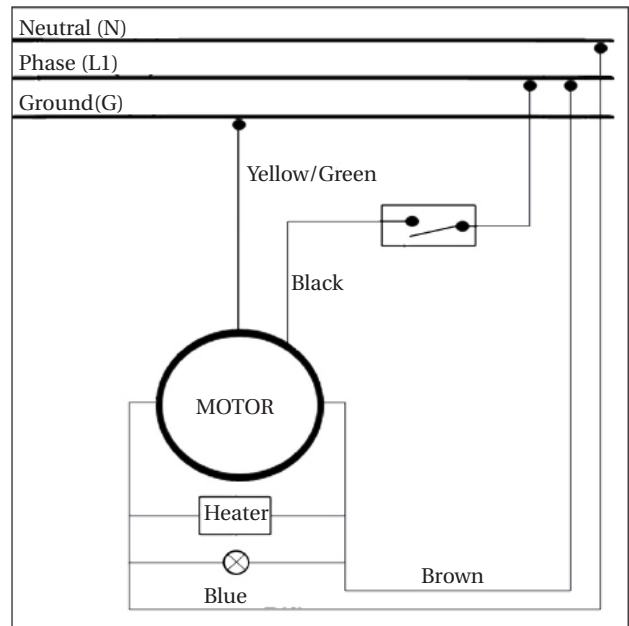 Neutral (N)
Phase (L1)
Ground(G)
Yellow/Green
Black
MOTOR
Heater
Brown
Blue